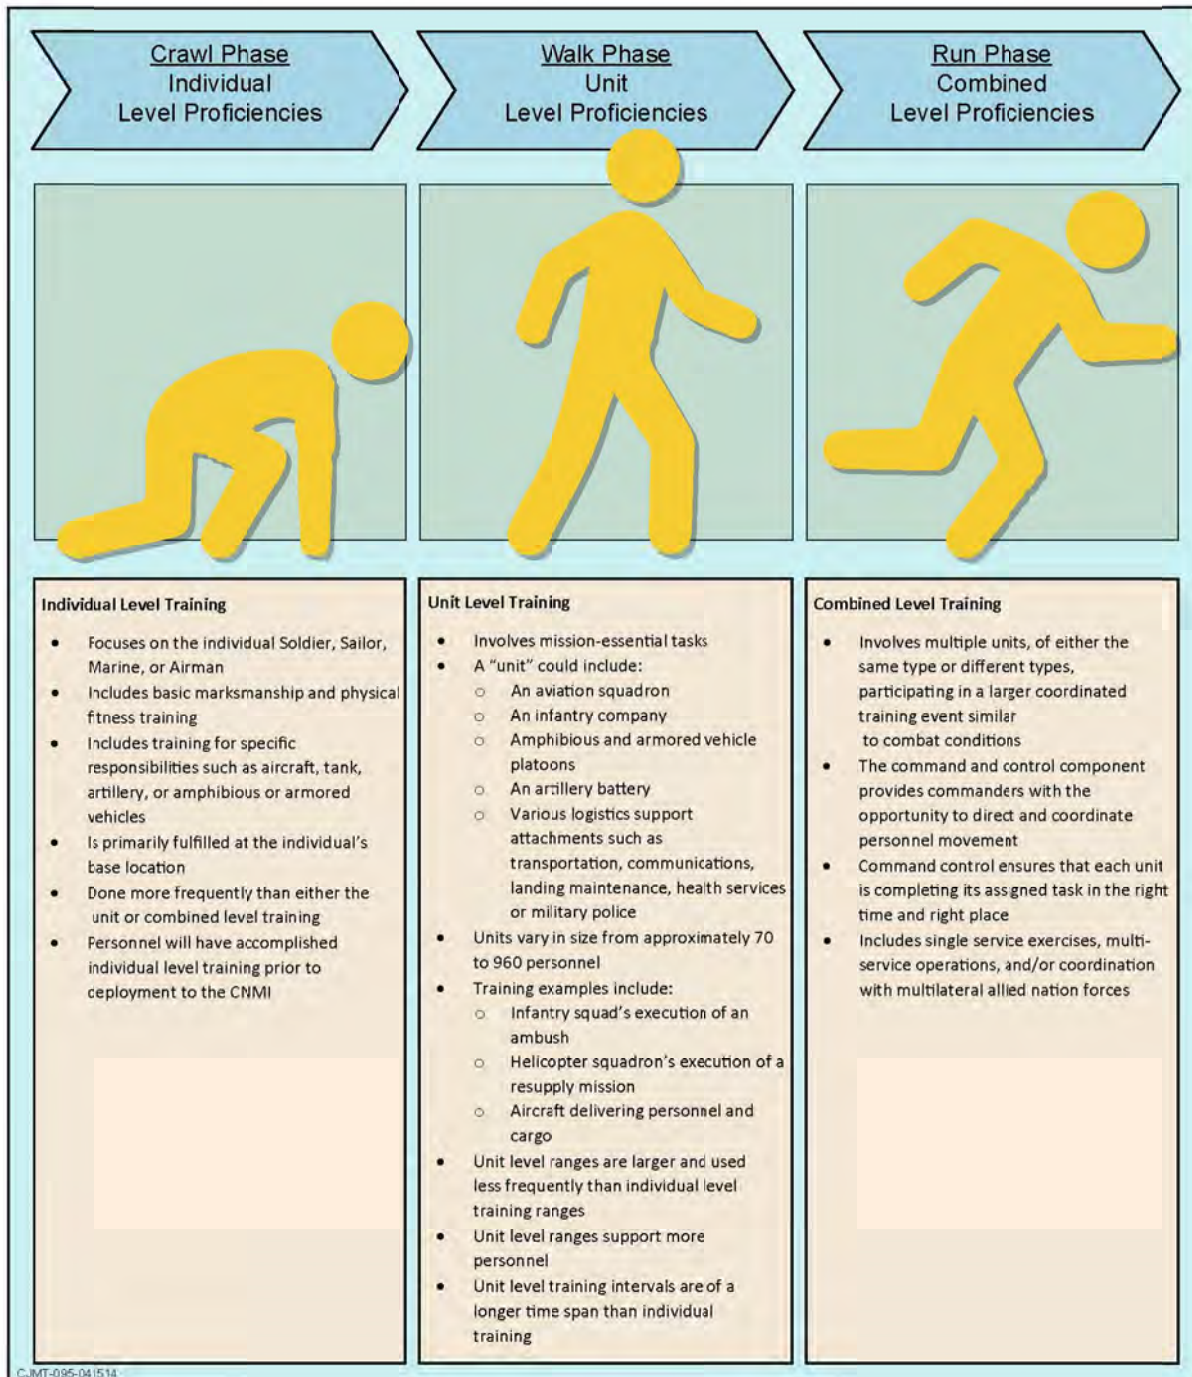 Crawl Phase
Individual
Level Proficiencies
Walk Phase
Unit
Level Proficiencies
Run Phase
Combined
Level Proficiencies
Individual Level Training
• Focuses on the individual Soldier, Sailor,
Marine, or Airman
• Includes basic marksmanship and physical
fitness training
• Includes training for specific
responsibilities such as aircraft, tank,
artillery, or amphibious or armored
vehicles
• Is primarily fulfilled at the individual's
base location
• Done more frequently than either the
unit or combined level training
• Personnel will have accomplished
individual level training prior to
deployment to the CNMI
Unit Level Training
• Involves mission-essential tasks
• A "unit" could include:
o An aviation squadron
o An infantry company
o Amphibious and armored vehicle
platoons
o An artillery battery
o Various logistics support
attachments such as
transportation, communications,
landing maintenance, health services
or military police
• Units vary in size from approximately 70
to 960 personnel
• Training examples include:
o Infantry squad's execution of an
ambush
o Helicopter squadron's execution of a
resupply mission
o Aircraft delivering personnel and
cargo
• Unit level ranges are larger and used
less frequently than individual level
training ranges
• Unit level ranges support more
personnel
• Unit level training intervals are of a
longer time span than individual
training
Combined Level Training
• Involves multiple units, of either the
same type or different types,
participating in a larger coordinated
training event similar
to combat conditions
• The command and control component
provides commanders with the
opportunity to direct and coordinate
personnel movement
• Command control ensures that each unit
is completing its assigned task in the right
time and right place
• Includes single service exercises, multi-
service operations, and/or coordination
with multilateral allied nation forces
CJMT-095-041514